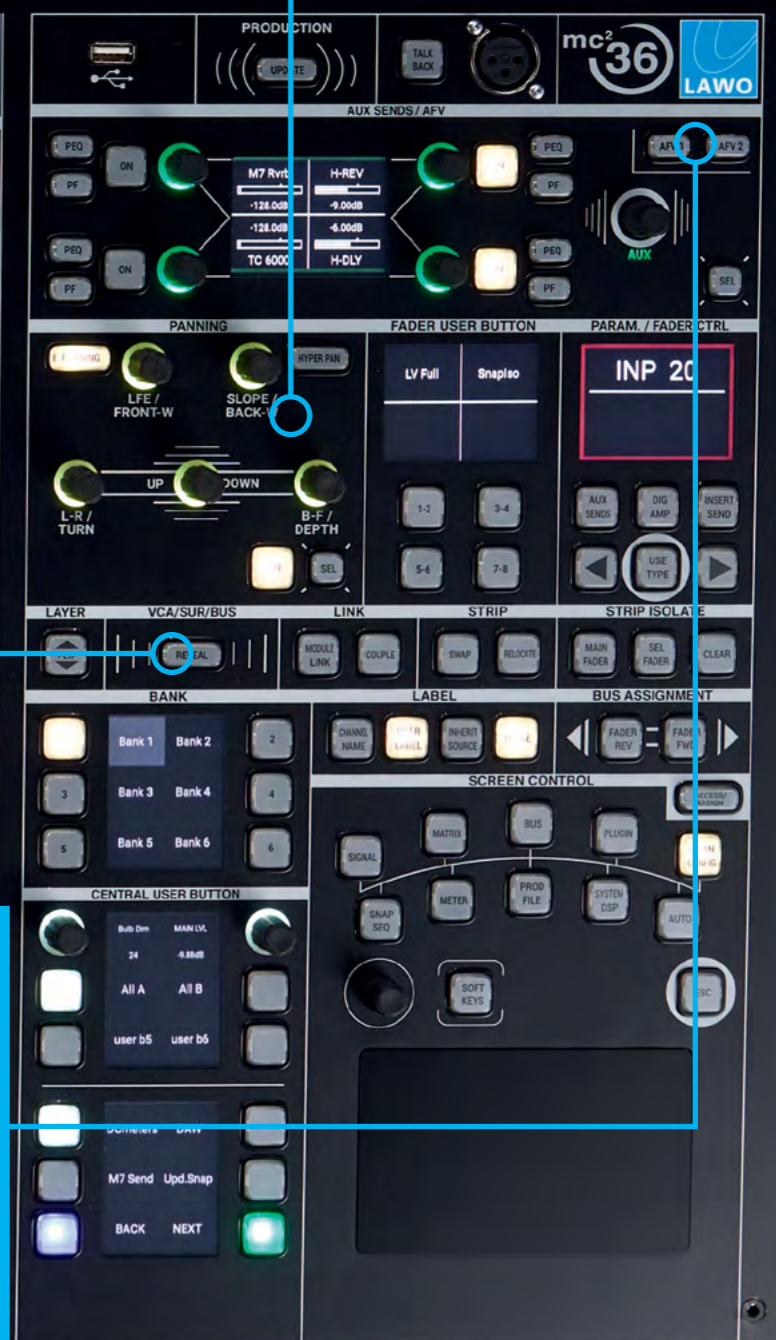 PRODUCTION
UPDATE
TALK BACK
mc²36
LAWO
AUX SENDS / AFV
PEQ
ON
PF
M7 Rvrb H-REV
-128.0dB -9.00dB
-128.0dB -6.00dB
TC 6000 H-DLY
PEQ
PF
AFV 2
AUX
PEQ
ON
PF
PEQ
PF
SEL
PANNING
HYPER PAN
LFE / FRONT-W
SLOPE / BACK-W
UP DOWN
L-R / TURN
B-F / DEPTH
SEL
FADER USER BUTTON
LV Full SnapIso
1-2 3-4
5-6 7-8
PARAM. / FADER CTRL
INP 20
AUX SENDS
DIG AMP
INSERT SEND
USE TYPE
LAYER
VCA/SUR/BUS
REVEAL
LINK
MODULE LINK
COUPLE
STRIP
SWAP
RELOCATE
STRIP ISOLATE
MAIN FADER
SEL FADER
CLEAR
BANK
Bank 1 Bank 2 2
3 Bank 3 Bank 4 4
5 Bank 5 Bank 6 6
LABEL
CHANNEL NAME
USER LABEL
INHERIT SOURCE
BUS ASSIGNMENT
FADER REV
FADER FWD
SCREEN CONTROL
ACCESS/ ASSIGN
SIGNAL
MATRIX
BUS
PLUGIN
SNAP SEQ
METER
PROD FILE
SYSTEM DSP
AUTO
SOFT KEYS
ESC
CENTRAL USER BUTTON
Bulb Dim MAIN LVL
24 -9.88dB
All A All B
user b5 user b6
M7 Send Upd.Snap
BACK NEXT